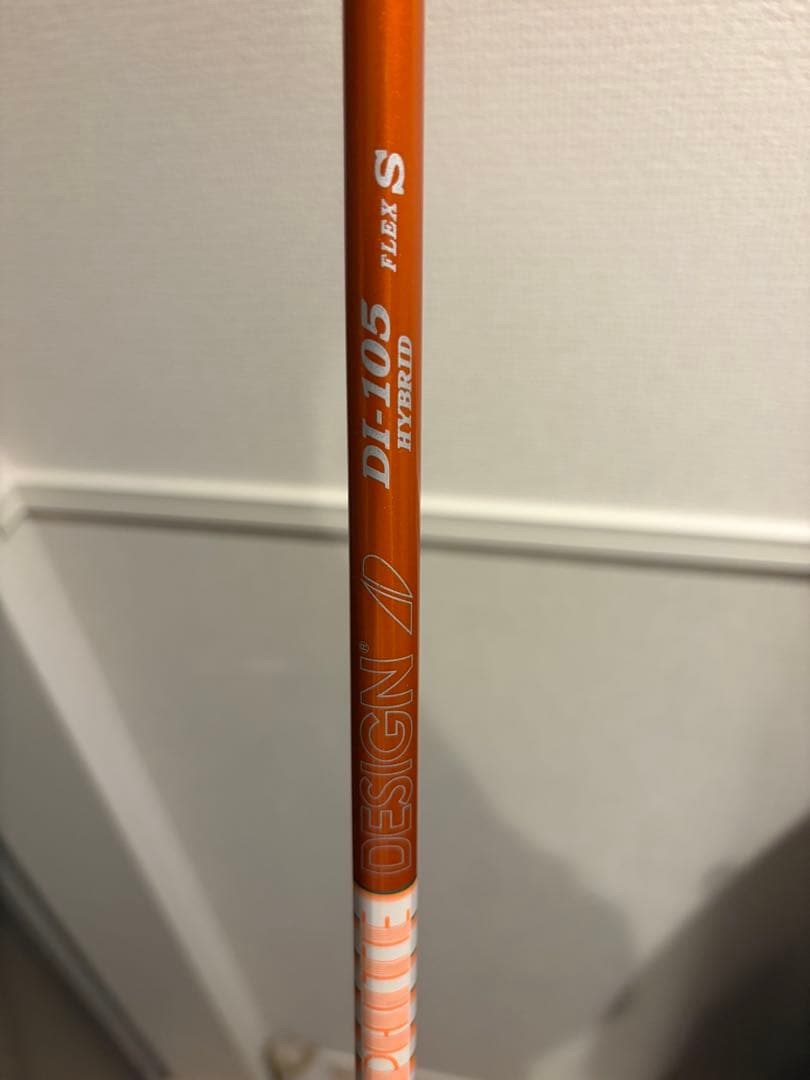 DI-105 FLEX S
HYBRID
DESIGN®